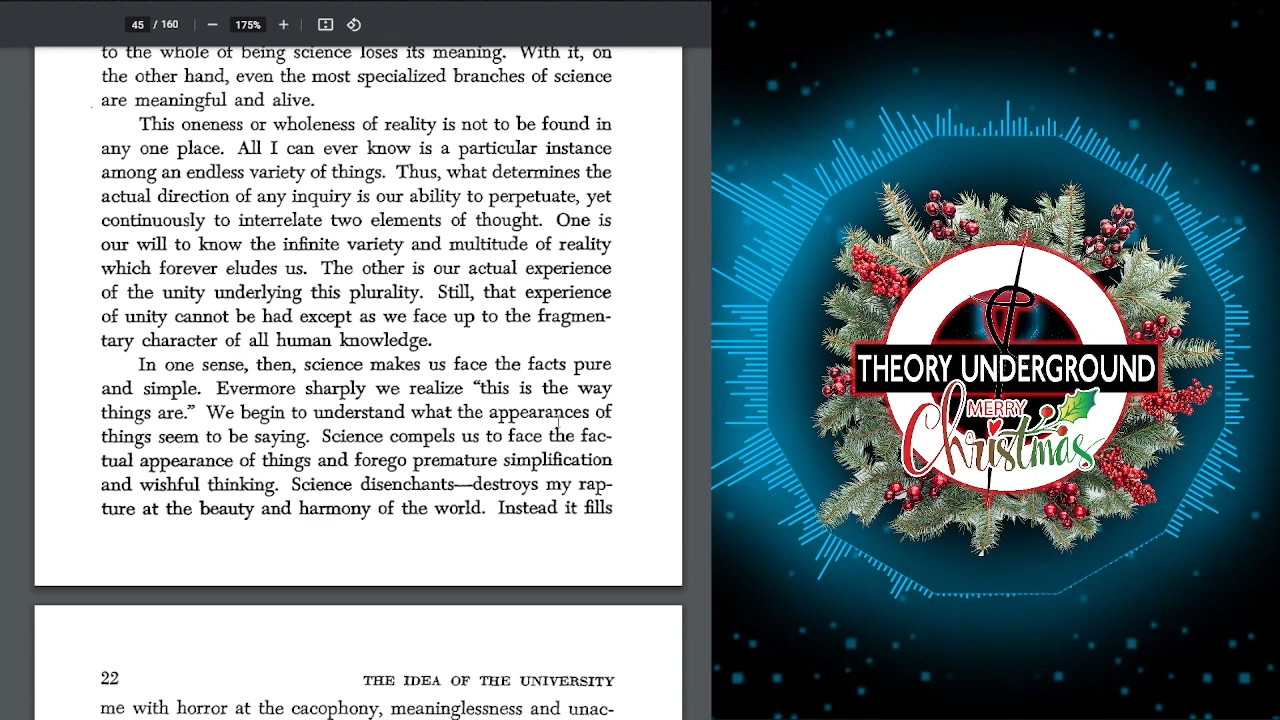 45 / 160
175%
to the whole of being science loses its meaning. With it, on
the other hand, even the most specialized branches of science
are meaningful and alive.
This oneness or wholeness of reality is not to be found in
any one place. All I can ever know is a particular instance
among an endless variety of things. Thus, what determines the
actual direction of any inquiry is our ability to perpetuate, yet
continuously to interrelate two elements of thought. One is
our will to know the infinite variety and multitude of reality
which forever eludes us. The other is our actual experience
of the unity underlying this plurality. Still, that experience
of unity cannot be had except as we face up to the fragmen-
tary character of all human knowledge.
In one sense, then, science makes us face the facts pure
and simple. Evermore sharply we realize “this is the way
things are.” We begin to understand what the appearances of
things seem to be saying. Science compels us to face the fac-
tual appearance of things and forego premature simplification
and wishful thinking. Science disenchants—destroys my rap-
ture at the beauty and harmony of the world. Instead it fills
22 THE IDEA OF THE UNIVERSITY
me with horror at the cacophony, meaninglessness and unac-
THEORY UNDERGROUND
MERRY
Christmas